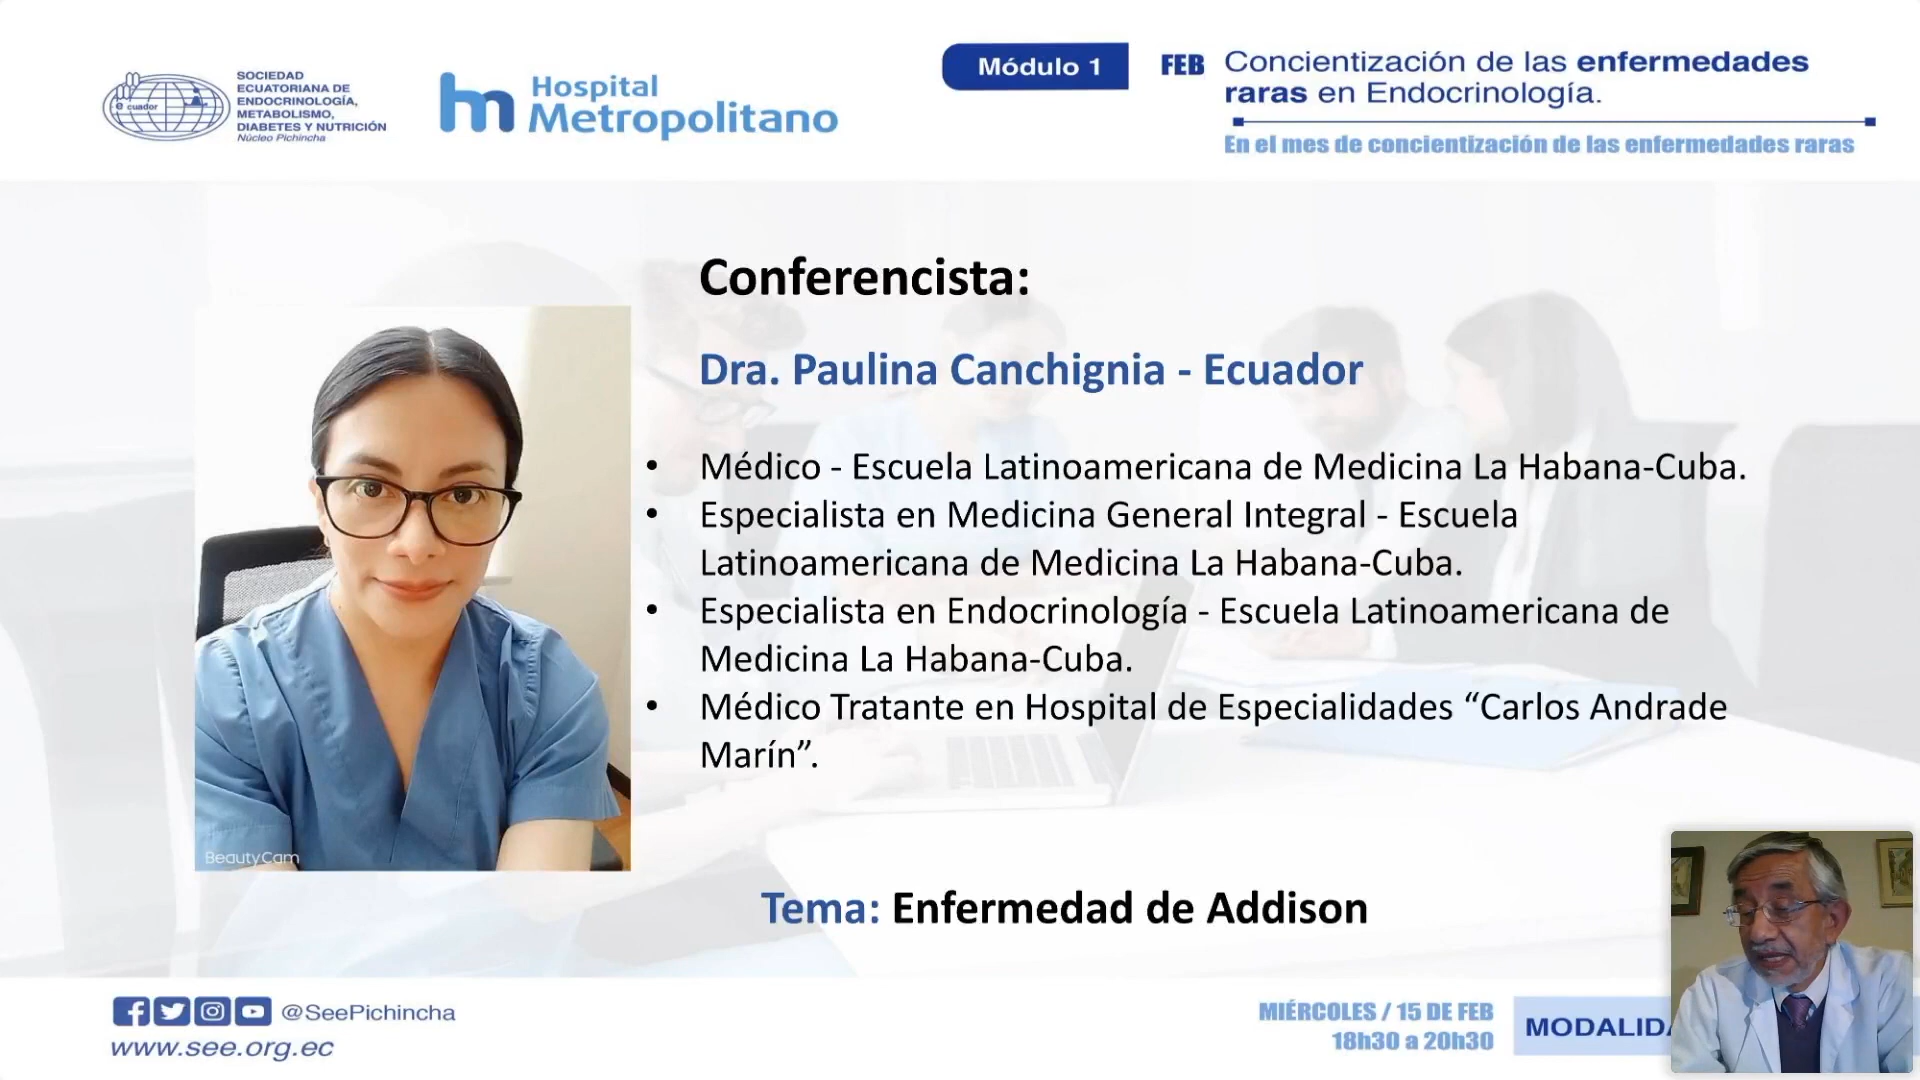 SOCIEDAD
ECUATORIANA DE
ENDOCRINOLOGÍA,
METABOLISMO,
DIABETES Y NUTRICIÓN
Núcleo Pichincha
e cuador
Hospital
Metropolitano
Módulo 1
FEB
Concientización de las enfermedades
raras en Endocrinología.
En el mes de concientización de las enfermedades raras
Conferencista:
Dra. Paulina Canchignia - Ecuador
• Médico - Escuela Latinoamericana de Medicina La Habana-Cuba.
• Especialista en Medicina General Integral - Escuela
Latinoamericana de Medicina La Habana-Cuba.
• Especialista en Endocrinología - Escuela Latinoamericana de
Medicina La Habana-Cuba.
• Médico Tratante en Hospital de Especialidades “Carlos Andrade
Marín”.
BeautyCam
Tema: Enfermedad de Addison
@SeePichincha
www.see.org.ec
MIÉRCOLES / 15 DE FEB
18h30 a 20h30
MODALIDA